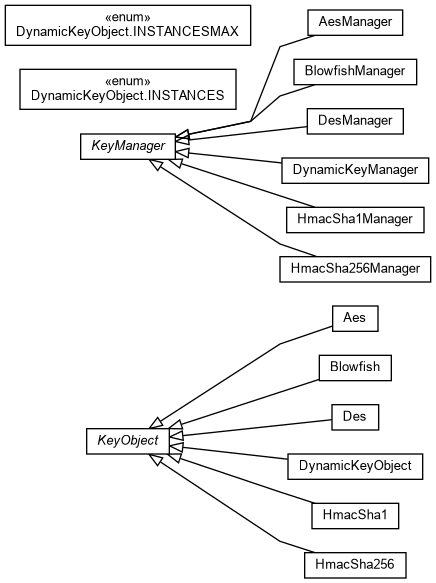 «enum»
DynamicKeyObject.INSTANCESMAX
«enum»
DynamicKeyObject.INSTANCES
KeyManager
AesManager
BlowfishManager
DesManager
DynamicKeyManager
HmacSha1Manager
HmacSha256Manager
KeyObject
Aes
Blowfish
Des
DynamicKeyObject
HmacSha1
HmacSha256